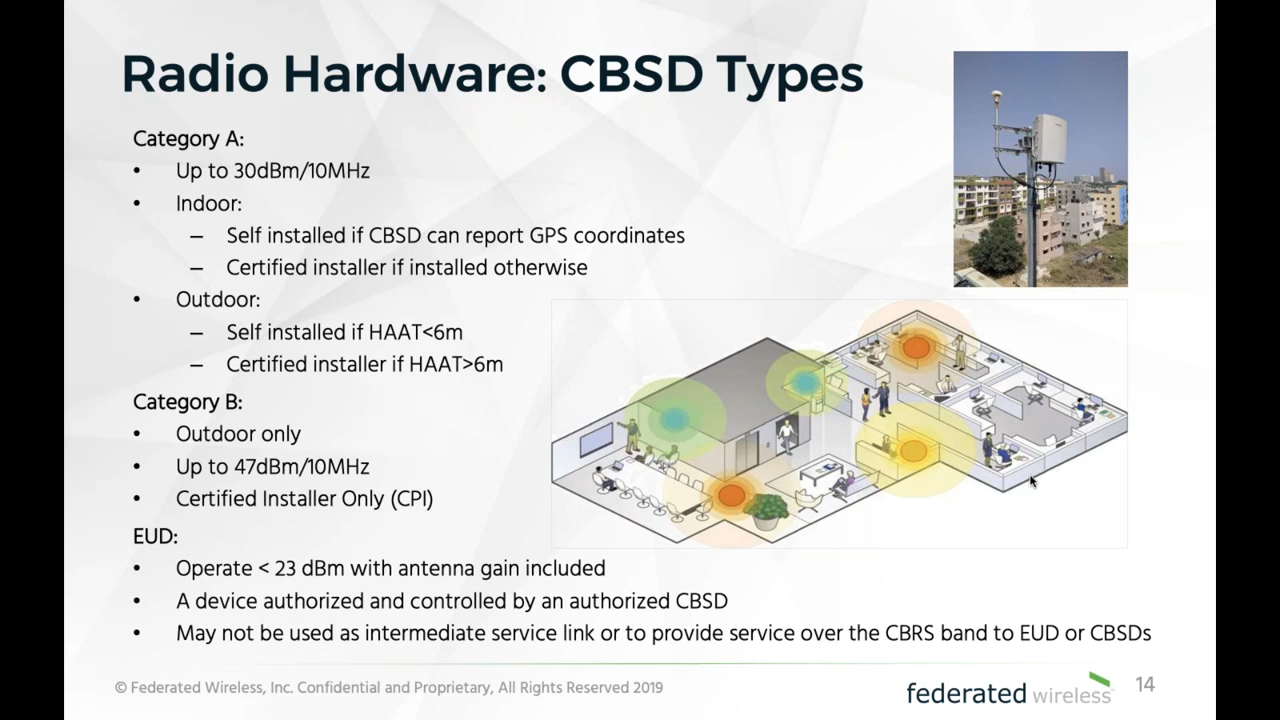 Radio Hardware: CBSD Types
Category A:
• Up to 30dBm/10MHz
• Indoor:
– Self installed if CBSD can report GPS coordinates
– Certified installer if installed otherwise
• Outdoor:
– Self installed if HAAT<6m
– Certified installer if HAAT>6m
Category B:
• Outdoor only
• Up to 47dBm/10MHz
• Certified Installer Only (CPI)
EUD:
• Operate < 23 dBm with antenna gain included
• A device authorized and controlled by an authorized CBSD
• May not be used as intermediate service link or to provide service over the CBRS band to EUD or CBSDs
© Federated Wireless, Inc. Confidential and Proprietary, All Rights Reserved 2019
federated wireless
14